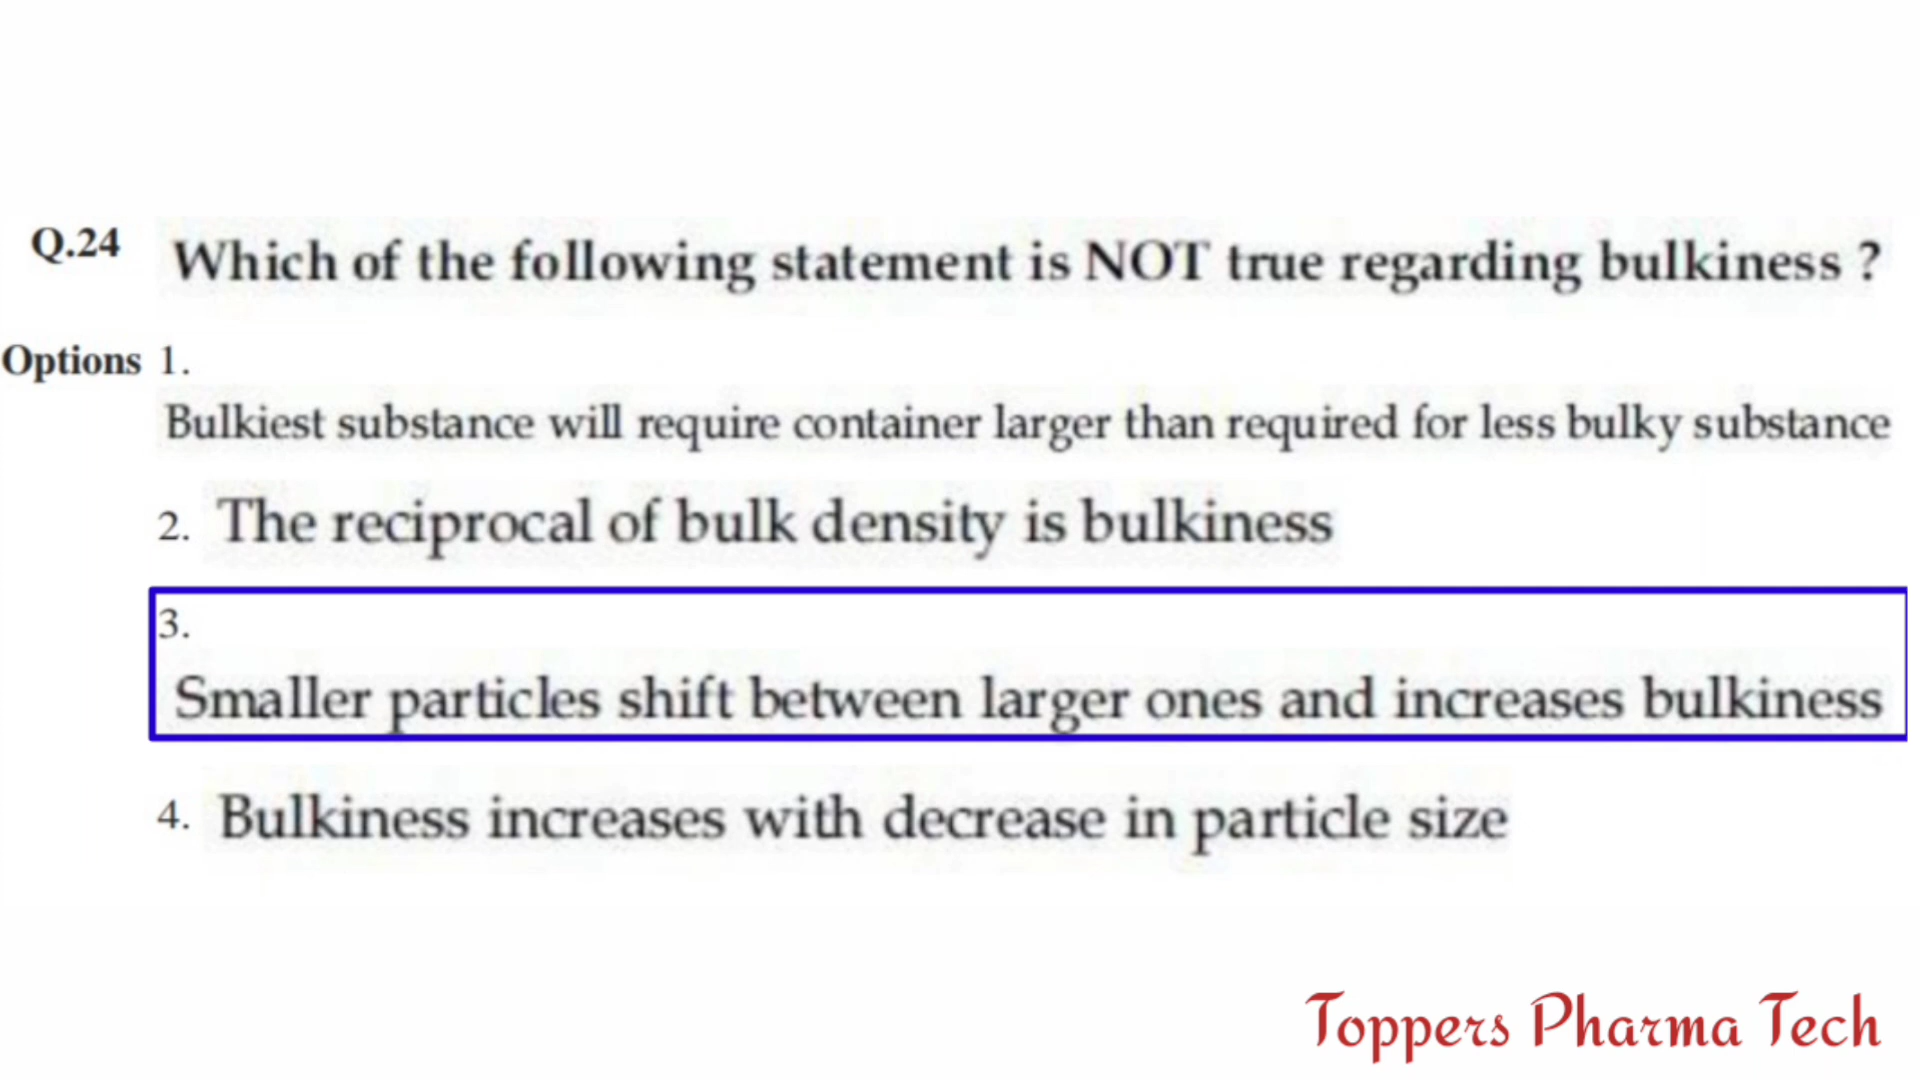 Q.24 Which of the following statement is NOT true regarding bulkiness ?
Options 1.
Bulkiest substance will require container larger than required for less bulky substance
2. The reciprocal of bulk density is bulkiness
3.
Smaller particles shift between larger ones and increases bulkiness
4. Bulkiness increases with decrease in particle size
Toppers Pharma Tech